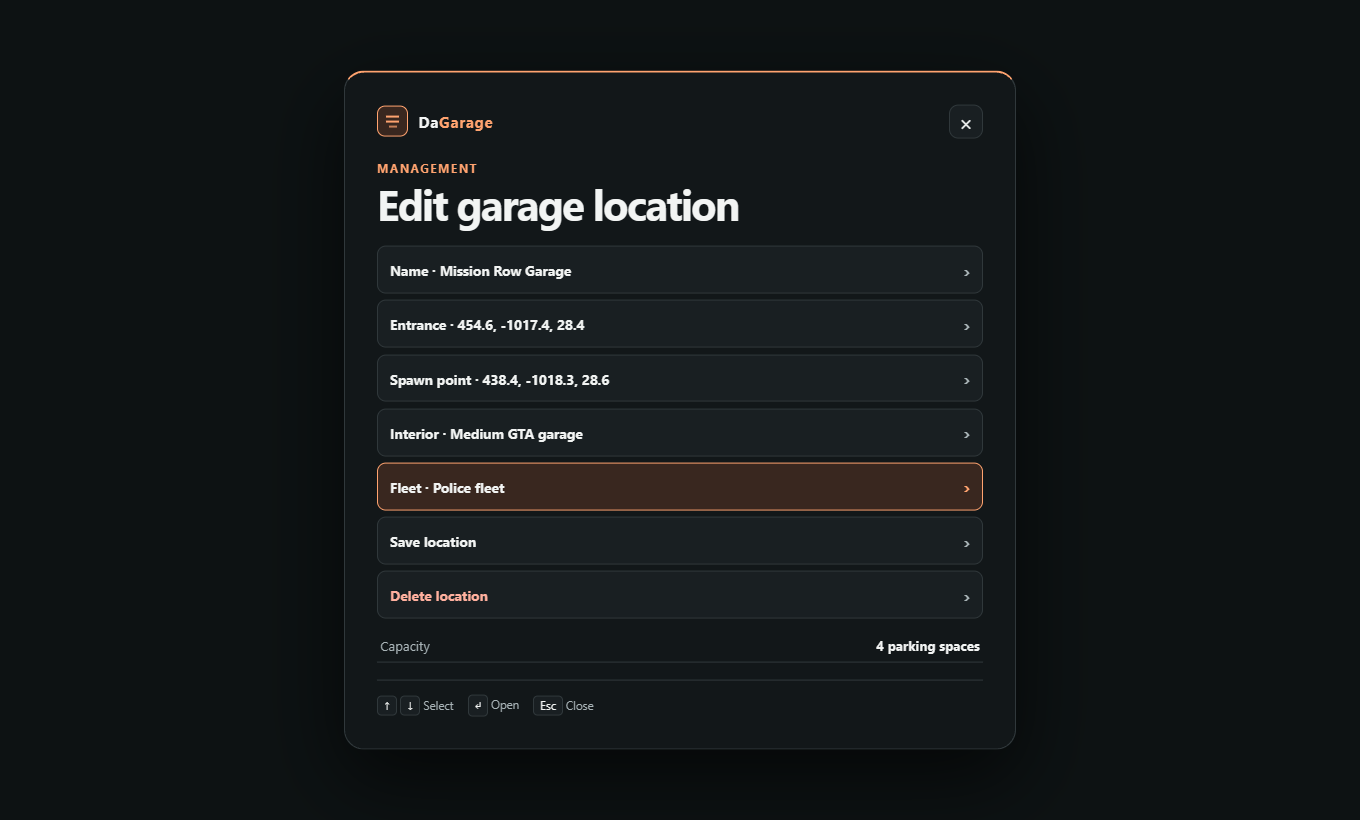 DaGarage
×
MANAGEMENT
Edit garage location
Name · Mission Row Garage ›
Entrance · 454.6, -1017.4, 28.4 ›
Spawn point · 438.4, -1018.3, 28.6 ›
Interior · Medium GTA garage ›
Fleet · Police fleet ›
Save location ›
Delete location ›
Capacity 4 parking spaces
↑ ↓ Select ↵ Open Esc Close